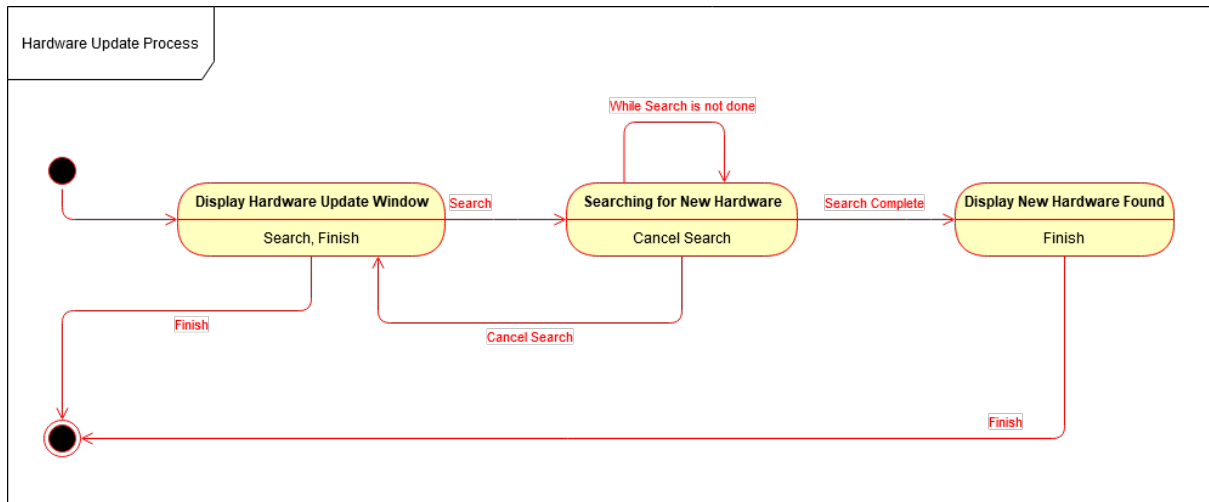 Hardware Update Process
While Search is not done
Display Hardware Update Window
Search, Finish
Search
Searching for New Hardware
Cancel Search
Search Complete
Display New Hardware Found
Finish
Finish
Cancel Search
Finish